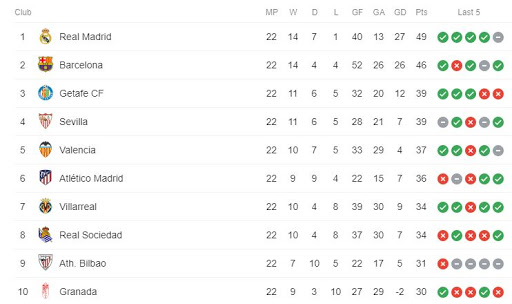 Club MP W D L GF GA GD Pts Last 5
1 Real Madrid 22 14 7 1 40 13 27 49
2 Barcelona 22 14 4 4 52 26 26 46
3 Getafe CF 22 11 6 5 32 20 12 39
4 Sevilla 22 11 6 5 28 21 7 39
5 Valencia 22 10 7 5 33 29 4 37
6 Atlético Madrid 22 9 9 4 22 15 7 36
7 Villarreal 22 10 4 8 39 30 9 34
8 Real Sociedad 22 10 4 8 37 30 7 34
9 Ath. Bilbao 22 7 10 5 22 17 5 31
10 Granada 22 9 3 10 27 29 -2 30